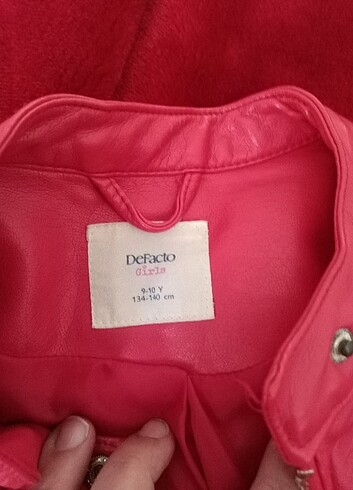 DeFacto
Girls
9-10 Y
134-140 cm